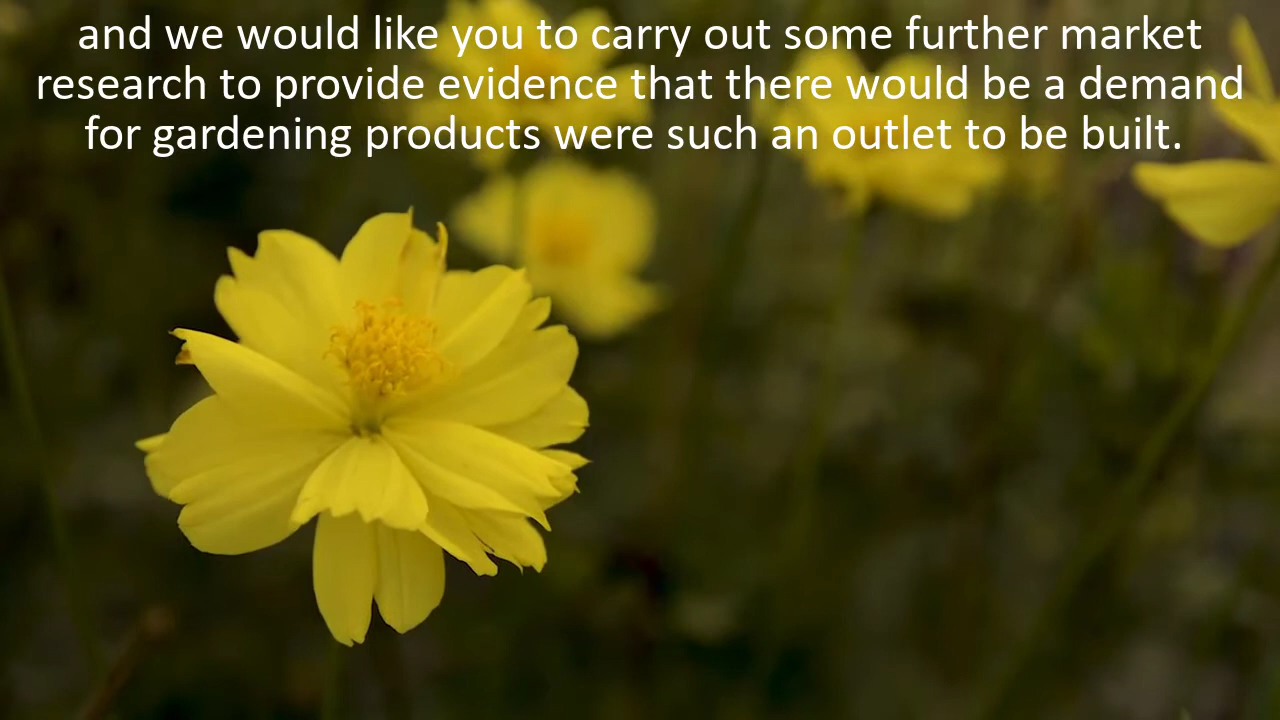 and we would like you to carry out some further market
research to provide evidence that there would be a demand
for gardening products were such an outlet to be built.